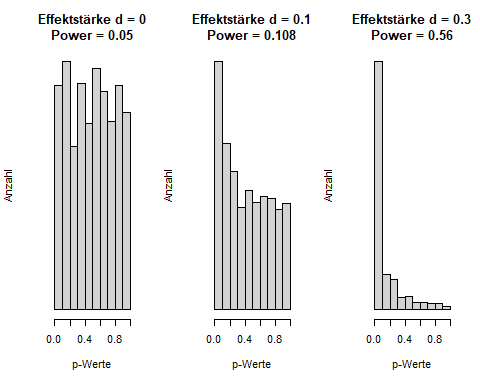 Effektstärke d = 0
Power = 0.05
Anzahl
0.0 0.4 0.8
p-Werte
Effektstärke d = 0.1
Power = 0.108
Anzahl
0.0 0.4 0.8
p-Werte
Effektstärke d = 0.3
Power = 0.56
Anzahl
0.0 0.4 0.8
p-Werte